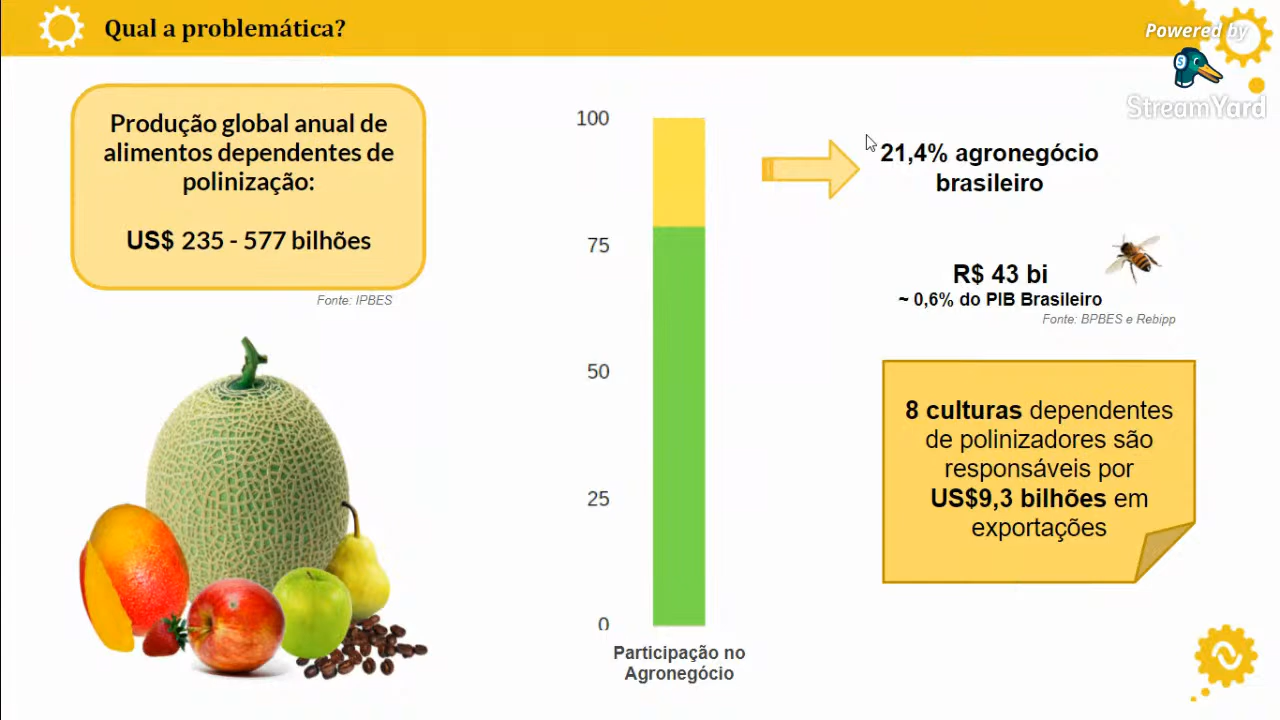 Qual a problemática?
Powered by
StreamYard
Produção global anual de
alimentos dependentes de
polinização:
US$ 235 - 577 bilhões
Fonte: IPBES
100
75
50
25
0
Participação no
Agronegócio
21,4% agronegócio
brasileiro
R$ 43 bi
~ 0,6% do PIB Brasileiro
Fonte: BPBES e Rebipp
8 culturas dependentes
de polinizadores são
responsáveis por
US$9,3 bilhões em
exportações